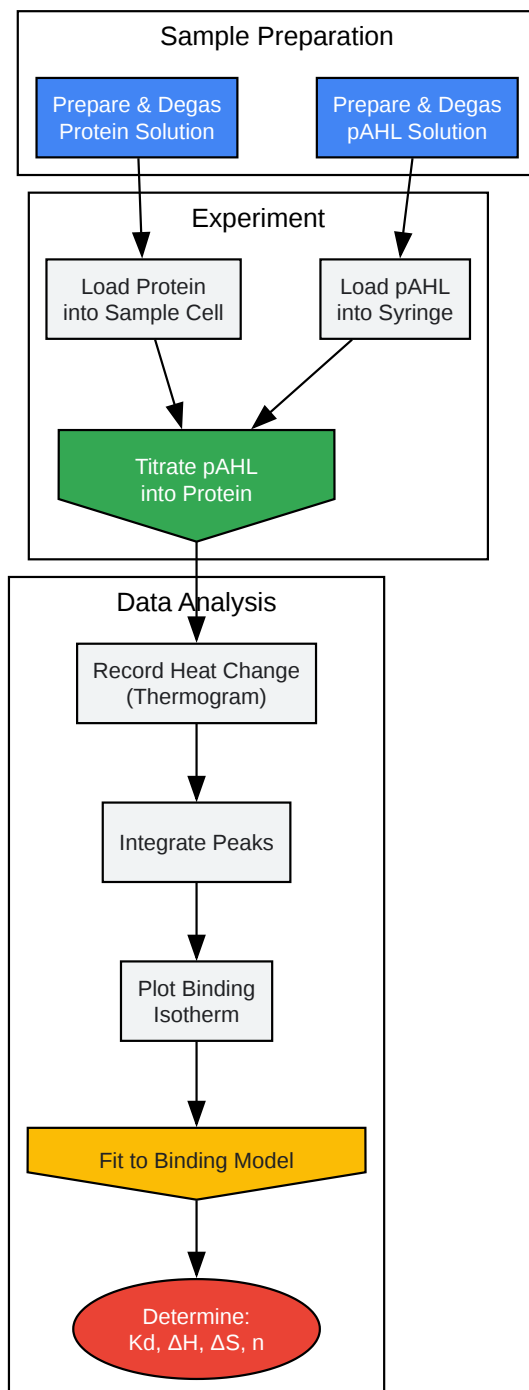 Sample Preparation
Prepare & Degas
Protein Solution
Prepare & Degas
pAHL Solution
Experiment
Load Protein
into Sample Cell
Load pAHL
into Syringe
Titrate pAHL
into Protein
Data Analysis
Record Heat Change
(Thermogram)
Integrate Peaks
Plot Binding
Isotherm
Fit to Binding Model
Determine:
Kd, ΔH, ΔS, n